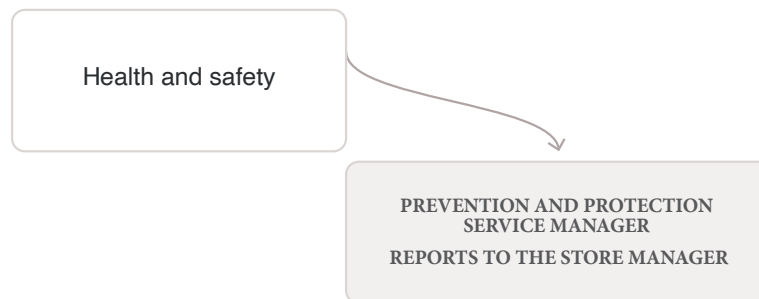 Health and safety
PREVENTION AND PROTECTION
SERVICE MANAGER
REPORTS TO THE STORE MANAGER